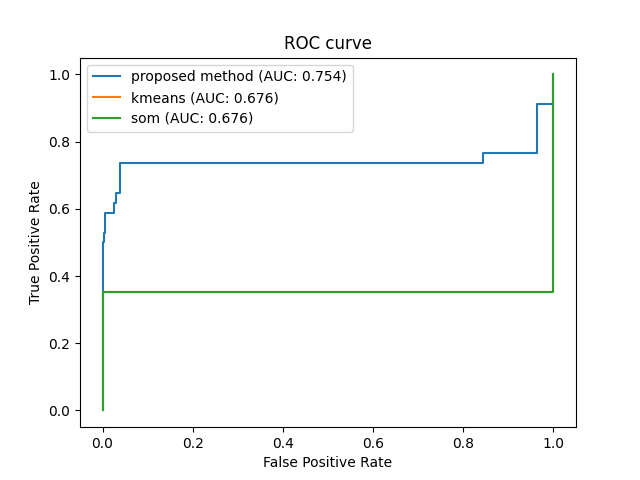 ROC curve
proposed method (AUC: 0.754)
kmeans (AUC: 0.676)
som (AUC: 0.676)
True Positive Rate
1.0
0.8
0.6
0.4
0.2
0.0
0.0 0.2 0.4 0.6 0.8 1.0
False Positive Rate